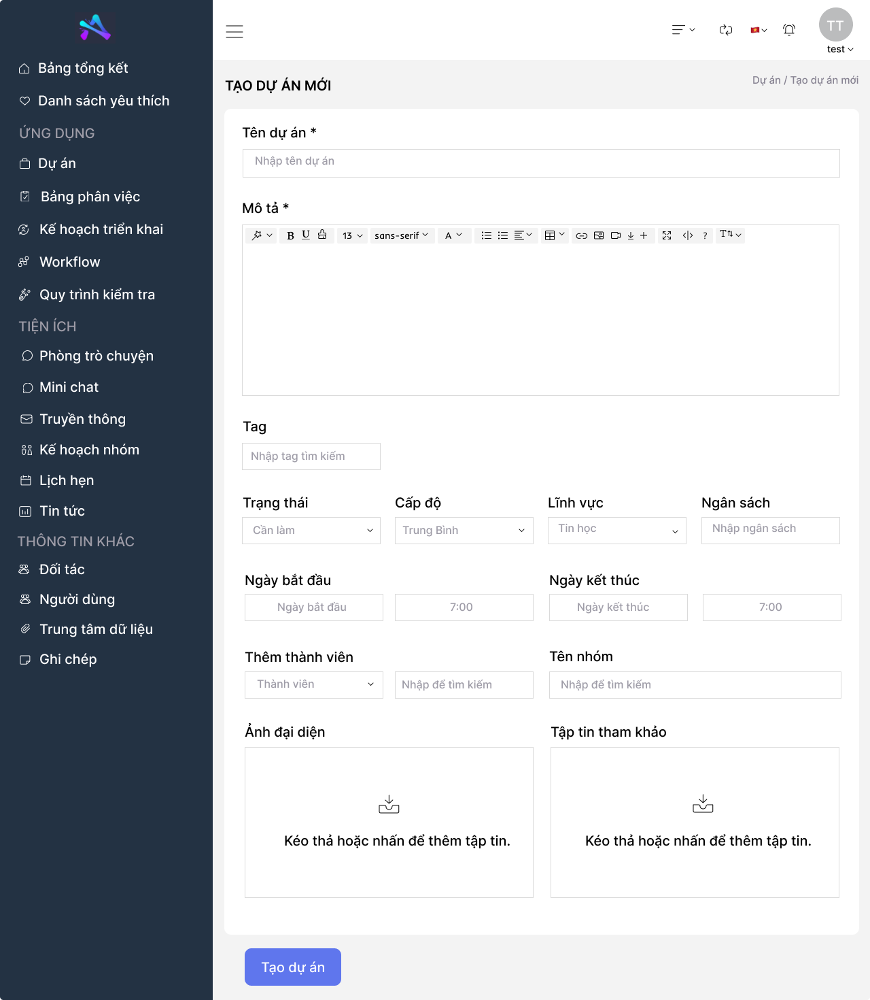 Bảng tổng kết
Danh sách yêu thích
ỨNG DỤNG
Dự án
Bảng phân việc
Kế hoạch triển khai
Workflow
Quy trình kiểm tra
TIỆN ÍCH
Phòng trò chuyện
Mini chat
Truyền thông
Kế hoạch nhóm
Lịch hẹn
Tin tức
THÔNG TIN KHÁC
Đối tác
Người dùng
Trung tâm dữ liệu
Ghi chép
TT
test
TẠO DỰ ÁN MỚI
Dự án / Tạo dự án mới
Tên dự án *
Nhập tên dự án
Mô tả *
B U 13 sans-serif A ? T
Tag
Nhập tag tìm kiếm
Trạng thái Cấp độ Lĩnh vực Ngân sách
Cần làm Trung Bình Tin học Nhập ngân sách
Ngày bắt đầu Ngày kết thúc
Ngày bắt đầu 7:00 Ngày kết thúc 7:00
Thêm thành viên Tên nhóm
Thành viên Nhập để tìm kiếm Nhập để tìm kiếm
Ảnh đại diện Tập tin tham khảo
Kéo thả hoặc nhấn để thêm tập tin. Kéo thả hoặc nhấn để thêm tập tin.
Tạo dự án